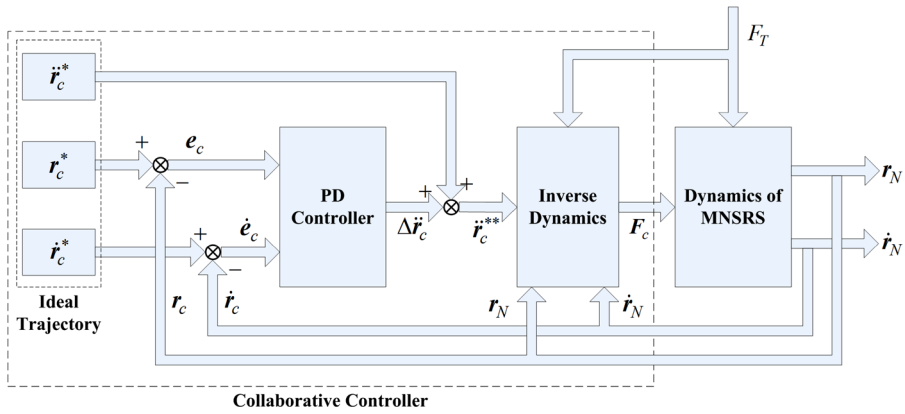 F_T
r̈_c^*
+
e_c
r_c^*
−
PD
Controller
+
+
Inverse
Dynamics
Dynamics of
MNSRS
r_N
Δr̈_c
r̈_c^{**}
F_c
+
ė_c
ṙ_c^*
−
ṙ_N
Ideal
Trajectory
r_c
ṙ_c
r_N
ṙ_N
Collaborative Controller